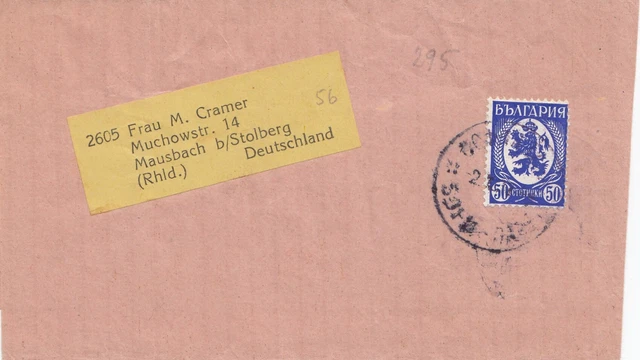 295
56
2605 Frau M. Cramer
Muchowstr. 14
Mausbach b/Stolberg
(Rhld.) Deutschland
БЪЛГАРИЯ
50 СТОТИНКИ 50